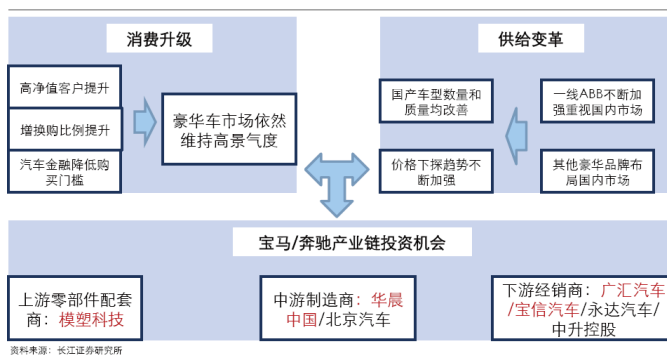 消费升级
高净值客户提升
增换购比例提升
汽车金融降低购
买门槛
豪华车市场依然
维持高景气度
供给变革
国产车型数量和
质量均改善
价格下探趋势不
断加强
一线ABB不断加
强重视国内市场
其他豪华品牌布
局国内市场
宝马/奔驰产业链投资机会
上游零部件配套
商：模塑科技
中游制造商：华晨
中国/北京汽车
下游经销商：广汇汽车
/宝信汽车/永达汽车/
中升控股
资料来源：长江证券研究所